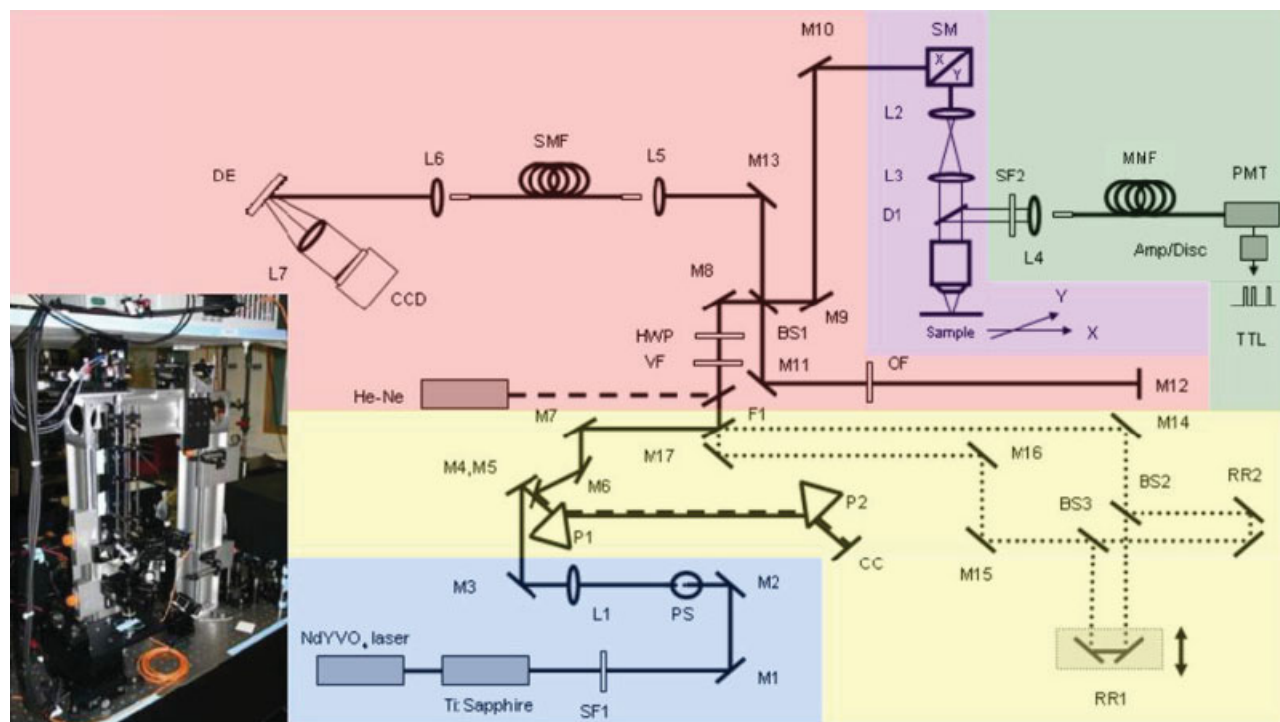 M10
SM
X
Y
L2
SMF
L6
L5
M13
MMF
DE
L3
SF2
PMT
D1
L7
M8
L4
Amp/Disc
CCD
M9
HWP
BS1
Y
Sample
X
VF
M11
OF
TTL
He-Ne
M12
M7
F1
M14
M17
M16
M4,M5
M6
BS2
RR2
P2
BS3
P1
CC
M15
M3
M2
L1
PS
NdYVO₄ laser
M1
Ti:Sapphire
SF1
RR1